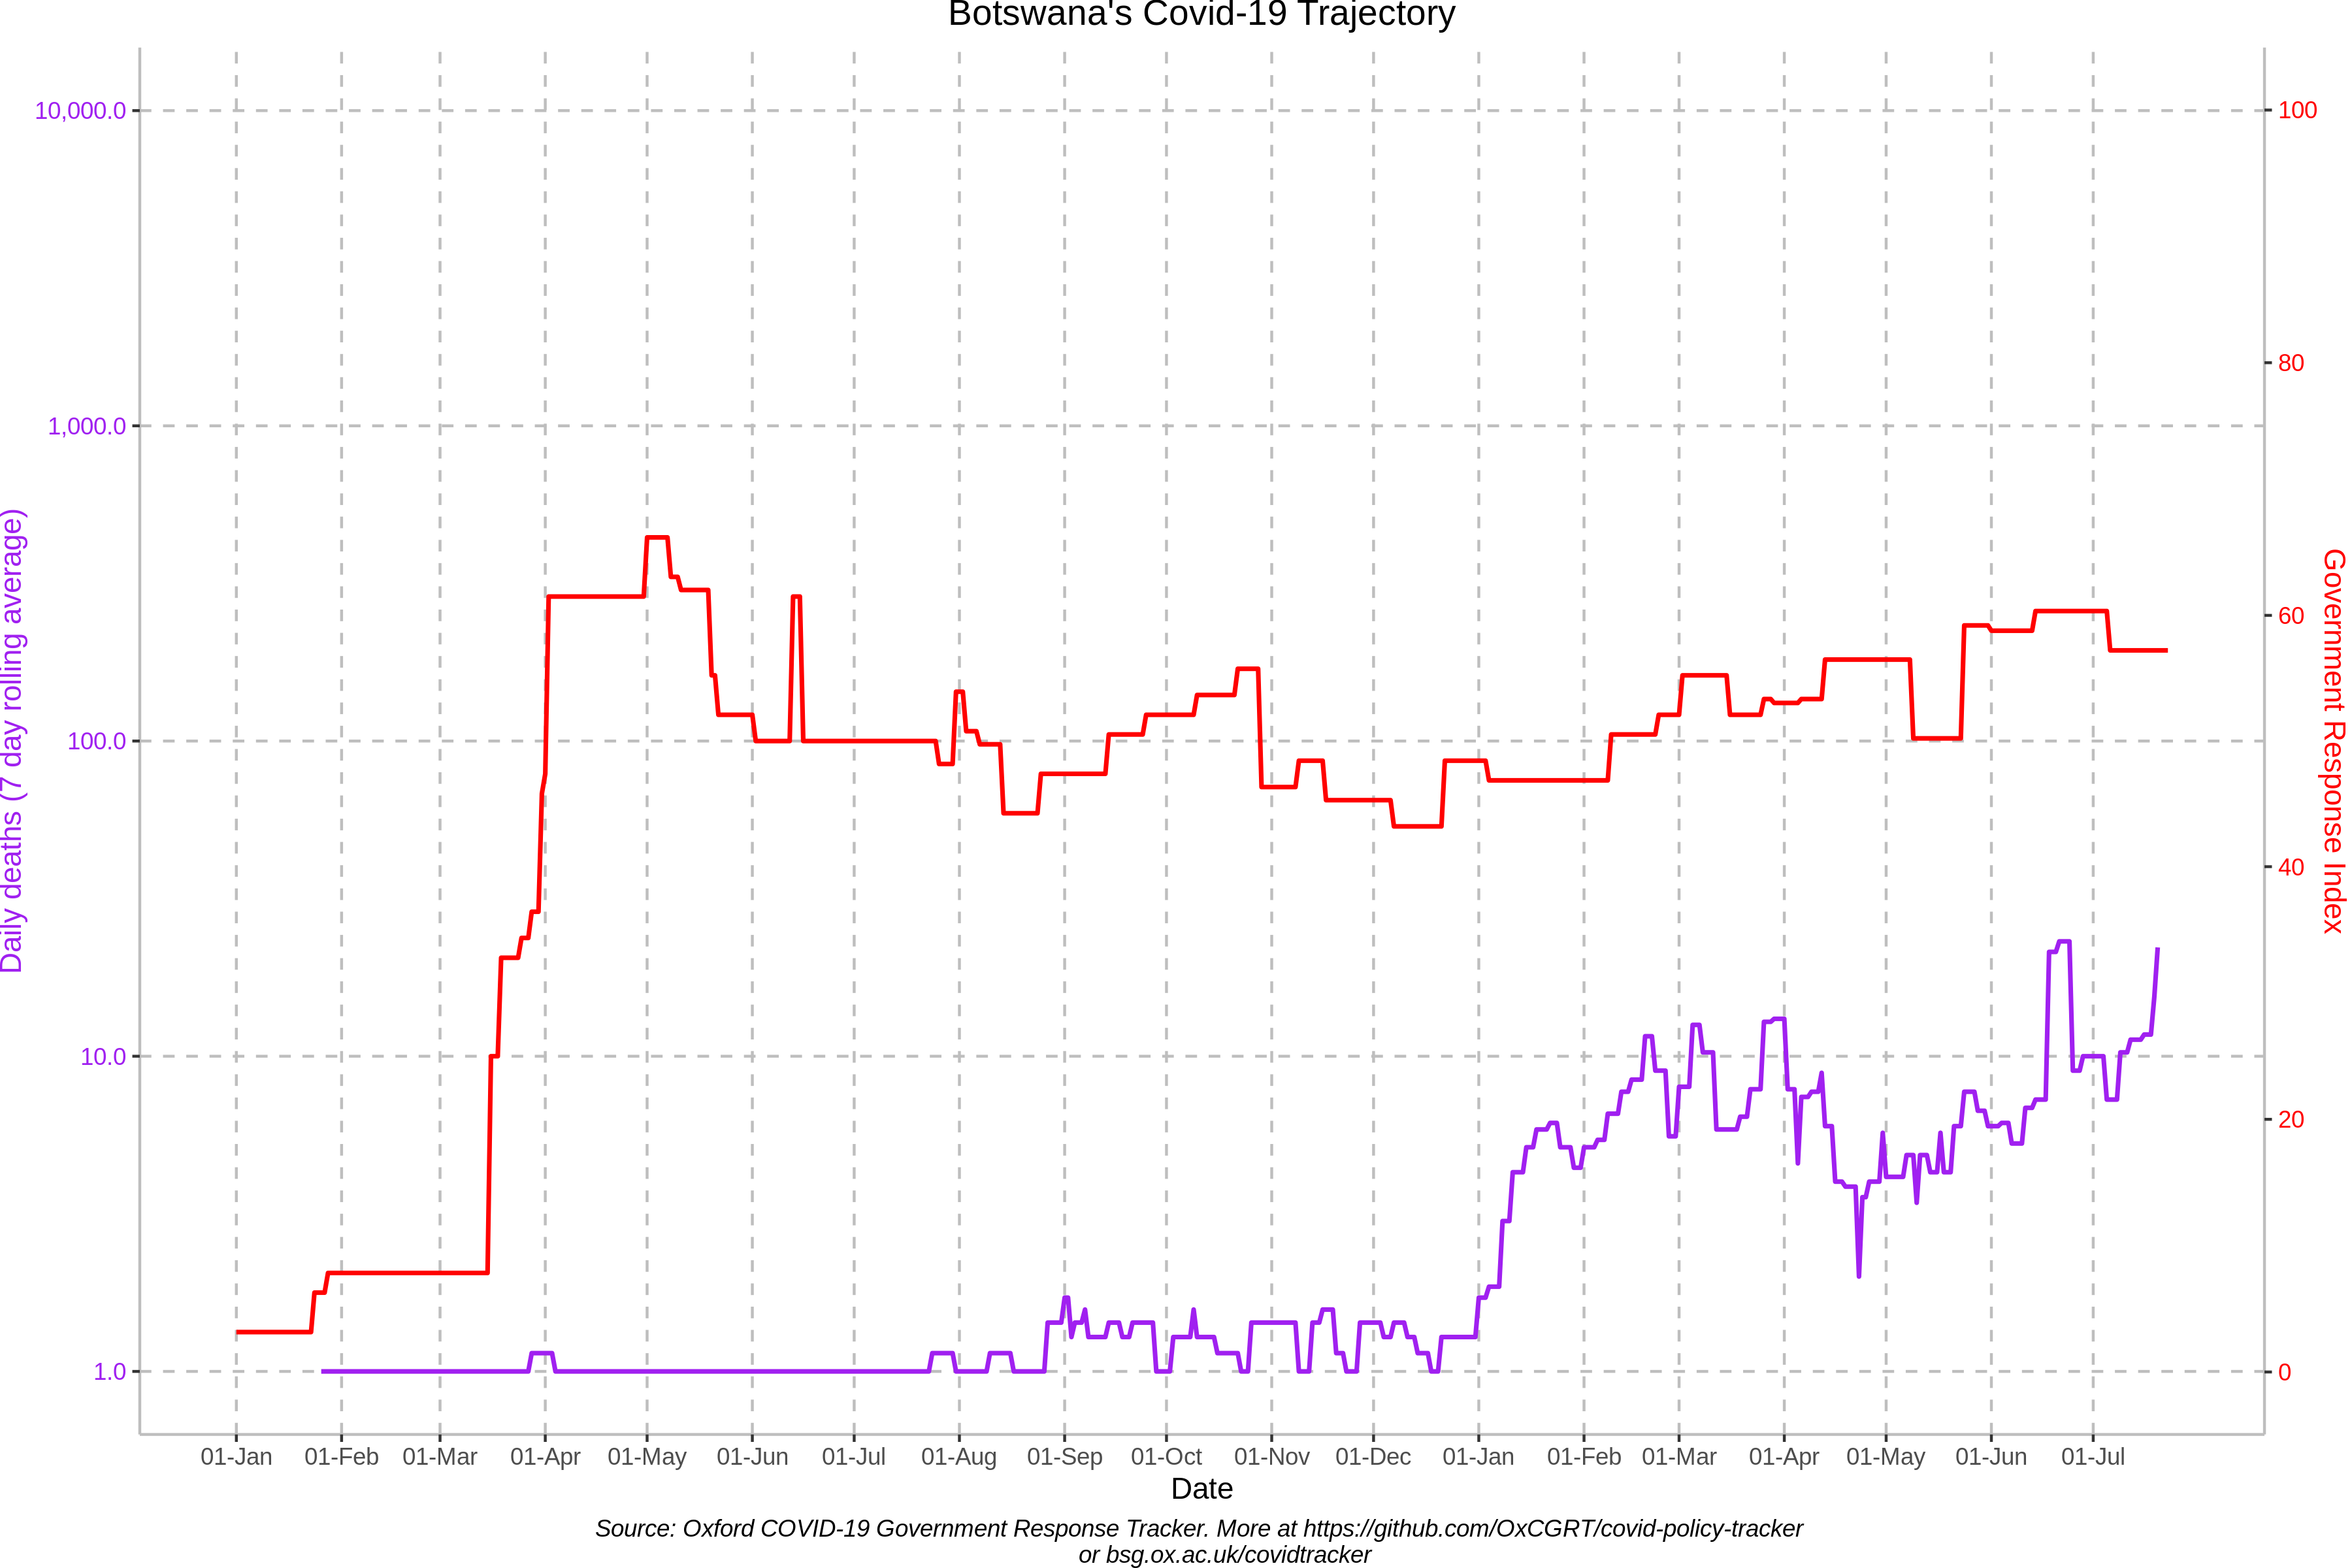 Botswana's Covid-19 Trajectory
10,000.0
1,000.0
100.0
10.0
1.0
Daily deaths (7 day rolling average)
100
80
60
40
20
0
Government Response Index
01-Jan 01-Feb 01-Mar 01-Apr 01-May 01-Jun 01-Jul 01-Aug 01-Sep 01-Oct 01-Nov 01-Dec 01-Jan 01-Feb 01-Mar 01-Apr 01-May 01-Jun 01-Jul
Date
Source: Oxford COVID-19 Government Response Tracker. More at https://github.com/OxCGRT/covid-policy-tracker
or bsg.ox.ac.uk/covidtracker